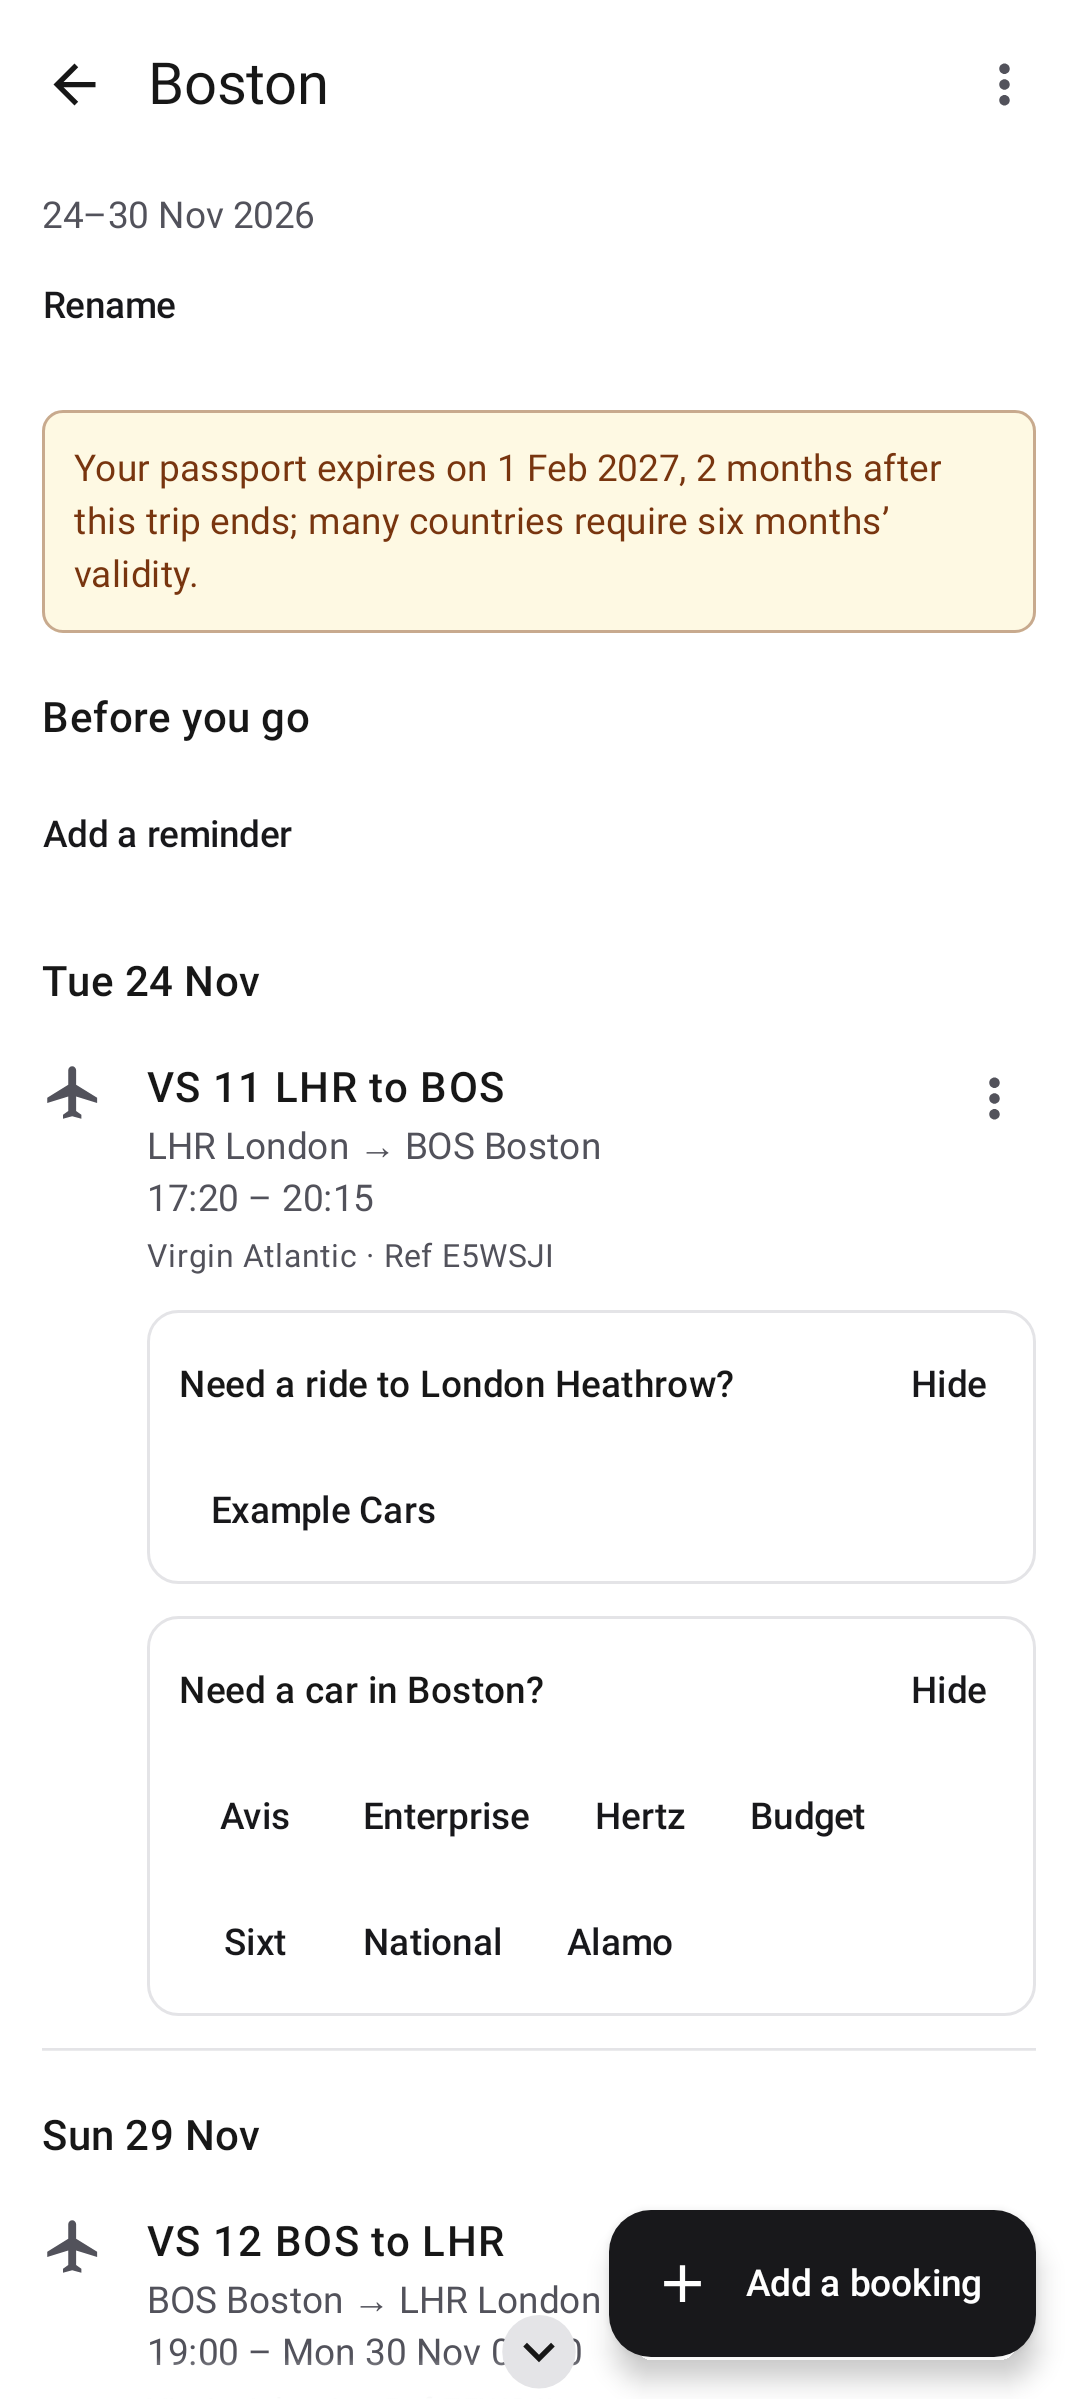 Boston
24–30 Nov 2026
Rename
Your passport expires on 1 Feb 2027, 2 months after
this trip ends; many countries require six months’
validity.
Before you go
Add a reminder
Tue 24 Nov
VS 11 LHR to BOS
LHR London → BOS Boston
17:20 – 20:15
Virgin Atlantic · Ref E5WSJI
Need a ride to London Heathrow? Hide
Example Cars
Need a car in Boston? Hide
Avis Enterprise Hertz Budget
Sixt National Alamo
Sun 29 Nov
VS 12 BOS to LHR
BOS Boston → LHR London
19:00 – Mon 30 Nov
Add a booking